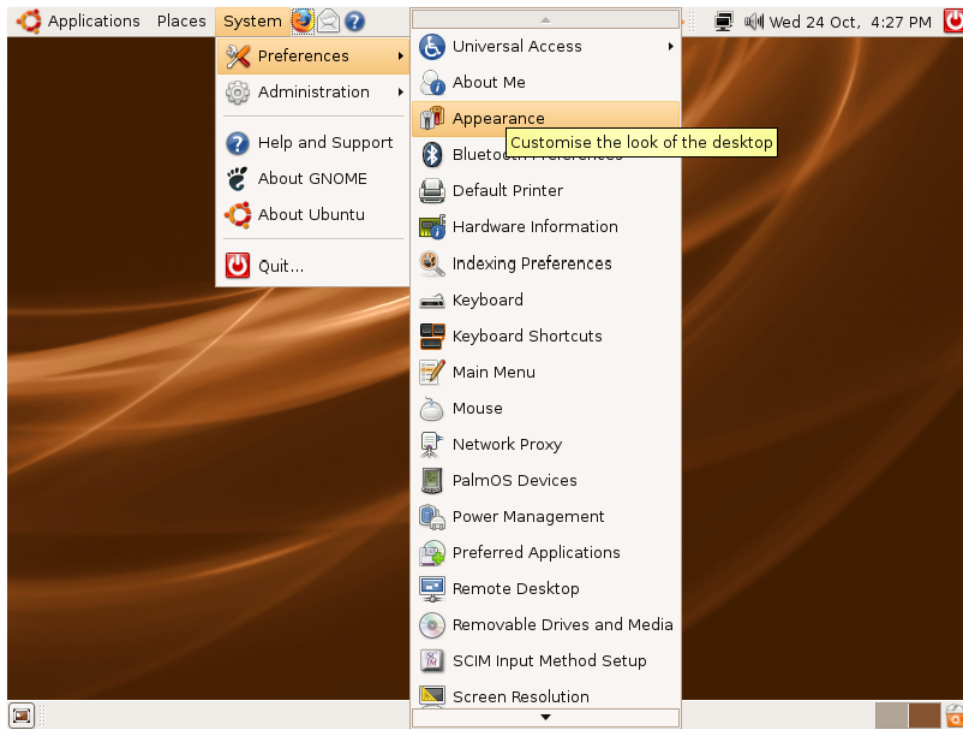 Applications Places System Wed 24 Oct, 4:27 PM
Preferences
Administration
Help and Support
About GNOME
About Ubuntu
Quit...
Universal Access
About Me
Appearance
Customise the look of the desktop
Bluetooth Preferences
Default Printer
Hardware Information
Indexing Preferences
Keyboard
Keyboard Shortcuts
Main Menu
Mouse
Network Proxy
PalmOS Devices
Power Management
Preferred Applications
Remote Desktop
Removable Drives and Media
SCIM Input Method Setup
Screen Resolution